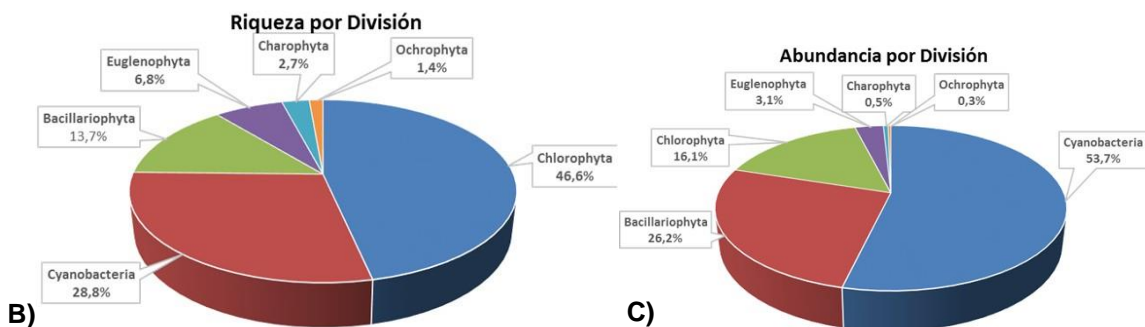 Riqueza por División
Charophyta
2,7%
Ochrophyta
1,4%
Euglenophyta
6,8%
Bacillariophyta
13,7%
Chlorophyta
46,6%
Cyanobacteria
28,8%
B)
Abundancia por División
Euglenophyta
3,1%
Charophyta
0,5%
Ochrophyta
0,3%
Chlorophyta
16,1%
Cyanobacteria
53,7%
Bacillariophyta
26,2%
C)